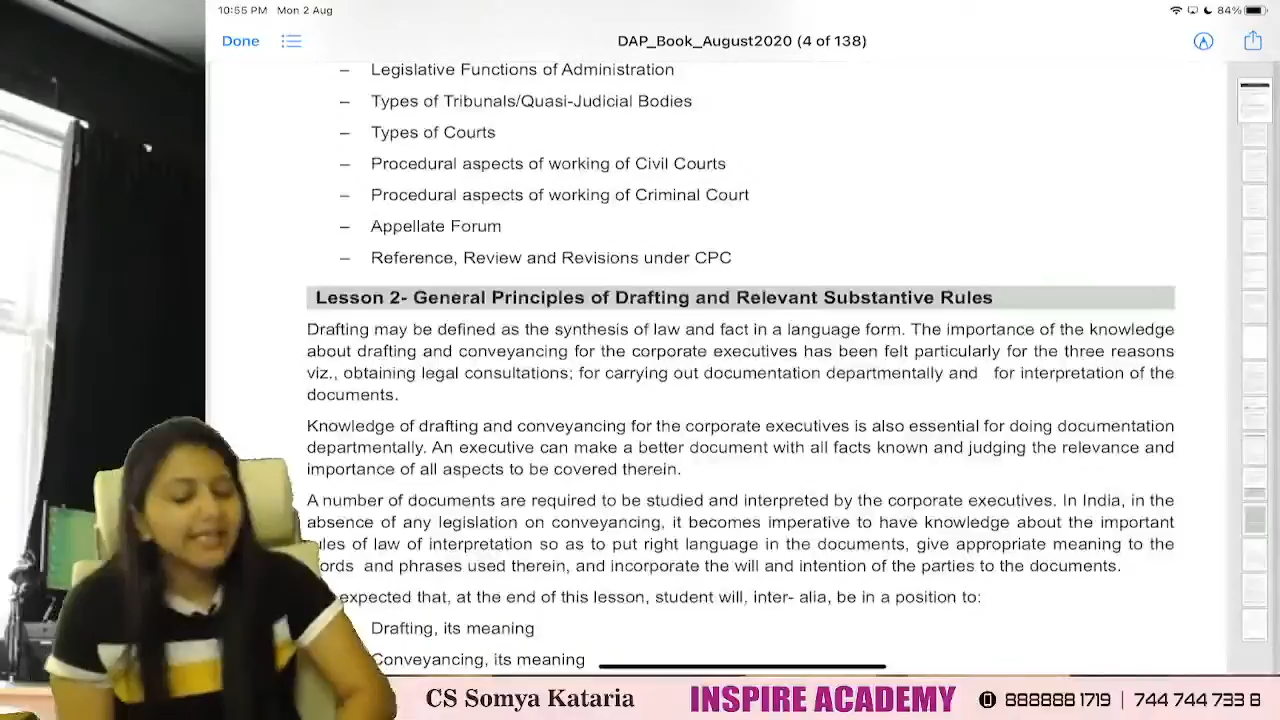 10:55 PM Mon 2 Aug
84%
Done
DAP_Book_August2020 (4 of 138)
– Legislative Functions of Administration
– Types of Tribunals/Quasi-Judicial Bodies
– Types of Courts
– Procedural aspects of working of Civil Courts
– Procedural aspects of working of Criminal Court
– Appellate Forum
– Reference, Review and Revisions under CPC
Lesson 2- General Principles of Drafting and Relevant Substantive Rules
Drafting may be defined as the synthesis of law and fact in a language form. The importance of the knowledge
about drafting and conveyancing for the corporate executives has been felt particularly for the three reasons
viz., obtaining legal consultations; for carrying out documentation departmentally and for interpretation of the
documents.
Knowledge of drafting and conveyancing for the corporate executives is also essential for doing documentation
departmentally. An executive can make a better document with all facts known and judging the relevance and
importance of all aspects to be covered therein.
A number of documents are required to be studied and interpreted by the corporate executives. In India, in the
absence of any legislation on conveyancing, it becomes imperative to have knowledge about the important
rules of law of interpretation so as to put right language in the documents, give appropriate meaning to the
ords and phrases used therein, and incorporate the will and intention of the parties to the documents.
expected that, at the end of this lesson, student will, inter- alia, be in a position to:
Drafting, its meaning
Conveyancing, its meaning
CS Somya Kataria INSPIRE ACADEMY 888888 1719 | 744 744 733 8